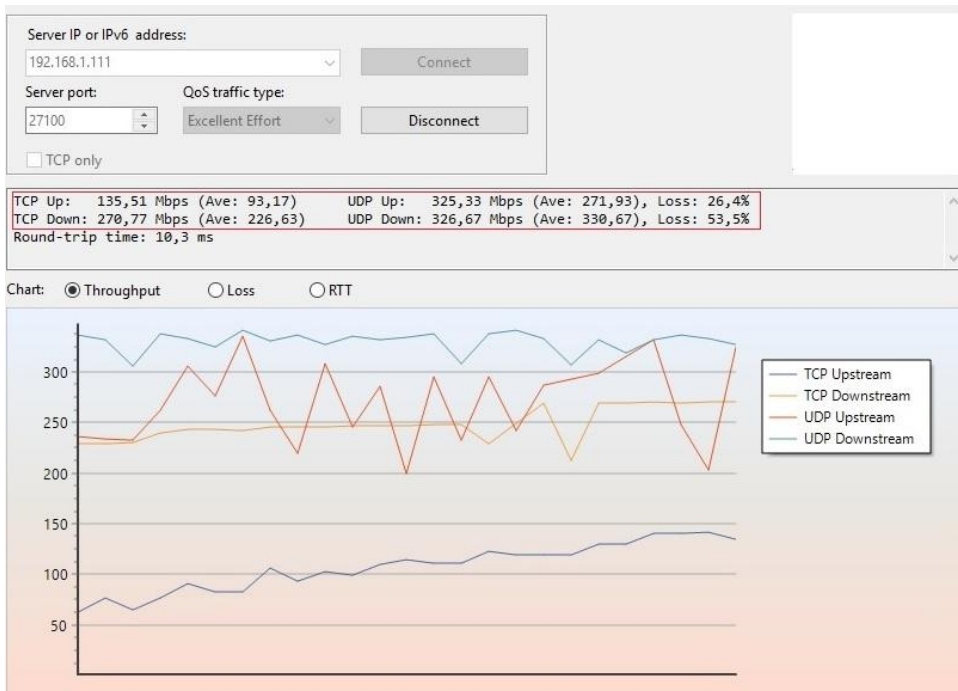 Server IP or IPv6 address:
192.168.1.111
Connect
Server port:
QoS traffic type:
27100
Excellent Effort
Disconnect
TCP only
TCP Up: 135,51 Mbps (Ave: 93,17) UDP Up: 325,33 Mbps (Ave: 271,93), Loss: 26,4%
TCP Down: 270,77 Mbps (Ave: 226,63) UDP Down: 326,67 Mbps (Ave: 330,67), Loss: 53,5%
Round-trip time: 10,3 ms
Chart: Throughput Loss RTT
300
250
200
150
100
50
TCP Upstream
TCP Downstream
UDP Upstream
UDP Downstream